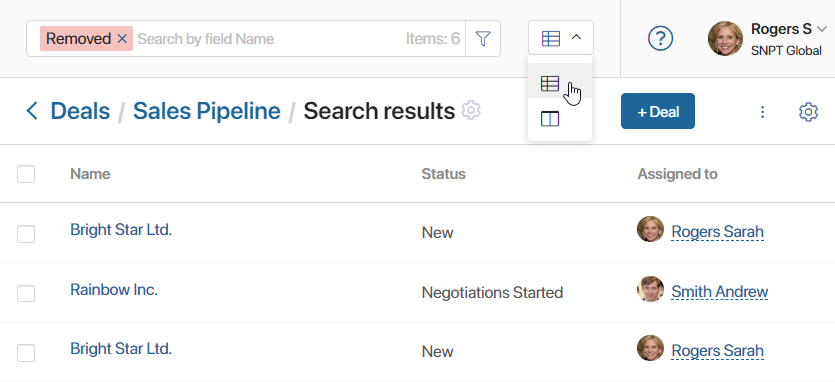 Removed × Search by field Name Items: 6
Rogers S
SNPT Global
Deals / Sales Pipeline / Search results
+ Deal
Name Status Assigned to
Bright Star Ltd. New Rogers Sarah
Rainbow Inc. Negotiations Started Smith Andrew
Bright Star Ltd. New Rogers Sarah